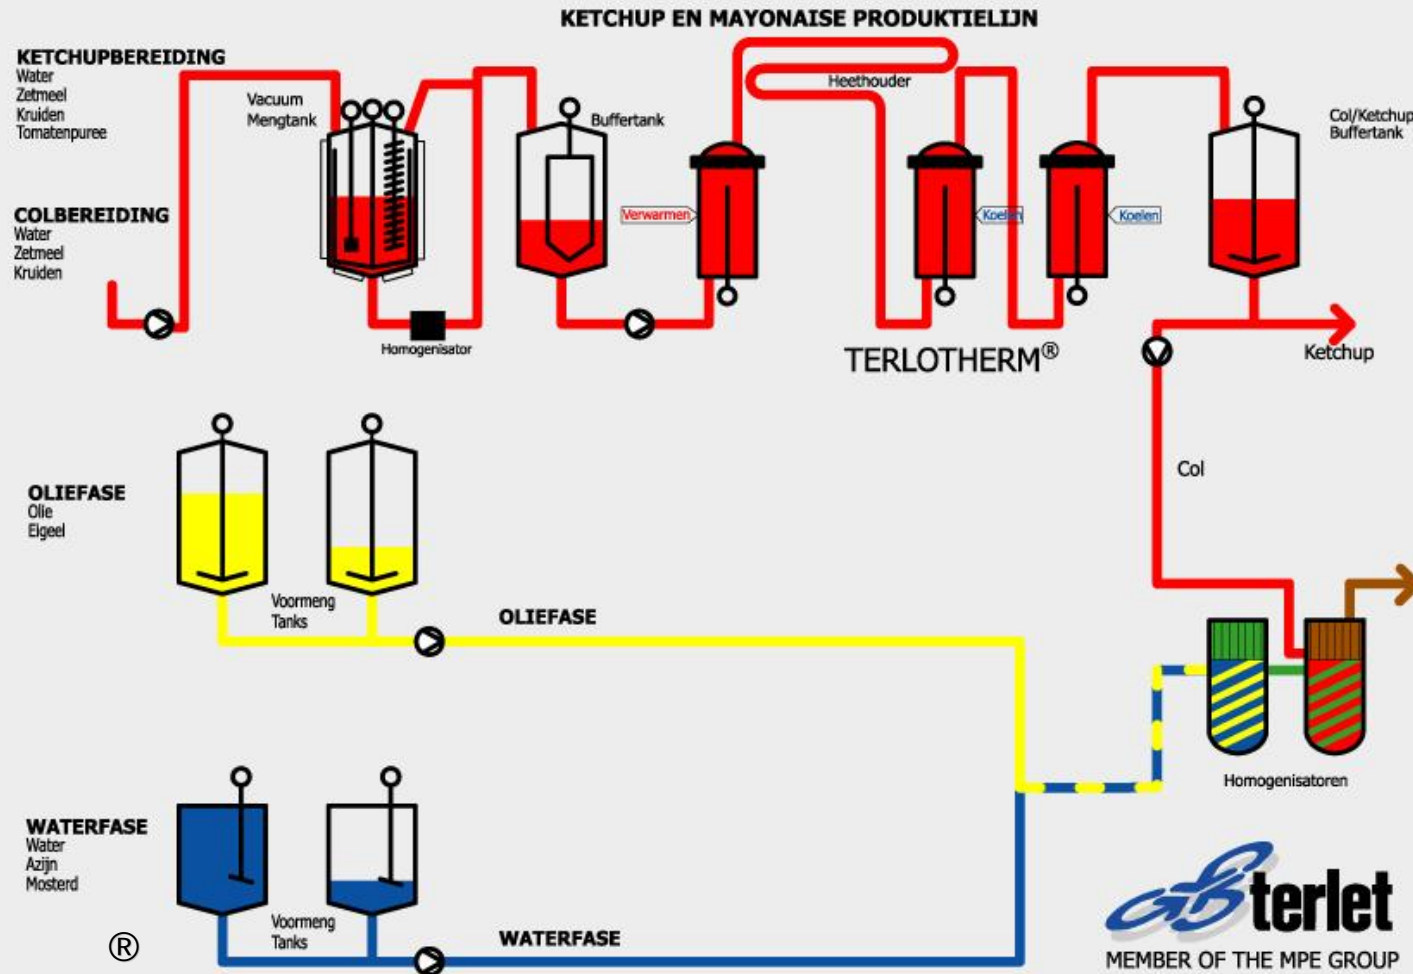 KETCHUP EN MAYONAISE PRODUKTIELIJN
KETCHUPBEREIDING
Water
Zetmeel
Kruiden
Tomatenpuree
Vacuum
Mengtank
Buffertank
Heethouder
Col/Ketchup
Buffertank
COLBEREIDING
Water
Zetmeel
Kruiden
Verwarmen
Koelen
Koelen
Homogenisator
TERLOTHERM®
Ketchup
Col
OLIEFASE
Olie
Eigeel
Voormeng
Tanks
OLIEFASE
Homogenisatoren
WATERFASE
Water
Azijn
Mosterd
Voormeng
Tanks
WATERFASE
®
terlet
MEMBER OF THE MPE GROUP